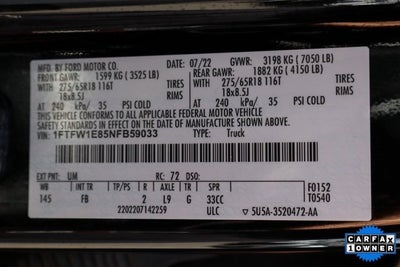 MFD. BY FORD MOTOR CO. 07/22 GVWR: 3198 KG ( 7050 LB)
FRONT GAWR: 1599 KG ( 3525 LB) REAR GAWR: 1882 KG ( 4150 LB)
WITH 275/65R18 116T TIRES WITH 275/65R18 116T TIRES
18x8.5J RIMS 18x8.5J RIMS
AT 240 kPa/ 35 PSI COLD AT 240 kPa/ 35 PSI COLD
THIS VEHICLE CONFORMS TO ALL APPLICABLE FEDERAL MOTOR VEHICLE
SAFETY STANDARDS IN EFFECT ON THE DATE OF MANUFACTURE SHOWN ABOVE.
VIN: 1FTFW1E85NFB59033 TYPE: Truck
EXT PNT: UM RC: 72 DSO: F0152
WB INT TR TP/PS R AXLE TR SPR T0540
145 FB 2 L9 G 33CC
2202207142259 ULC 5U5A-3520472-AA
CARFAX
1 OWNER